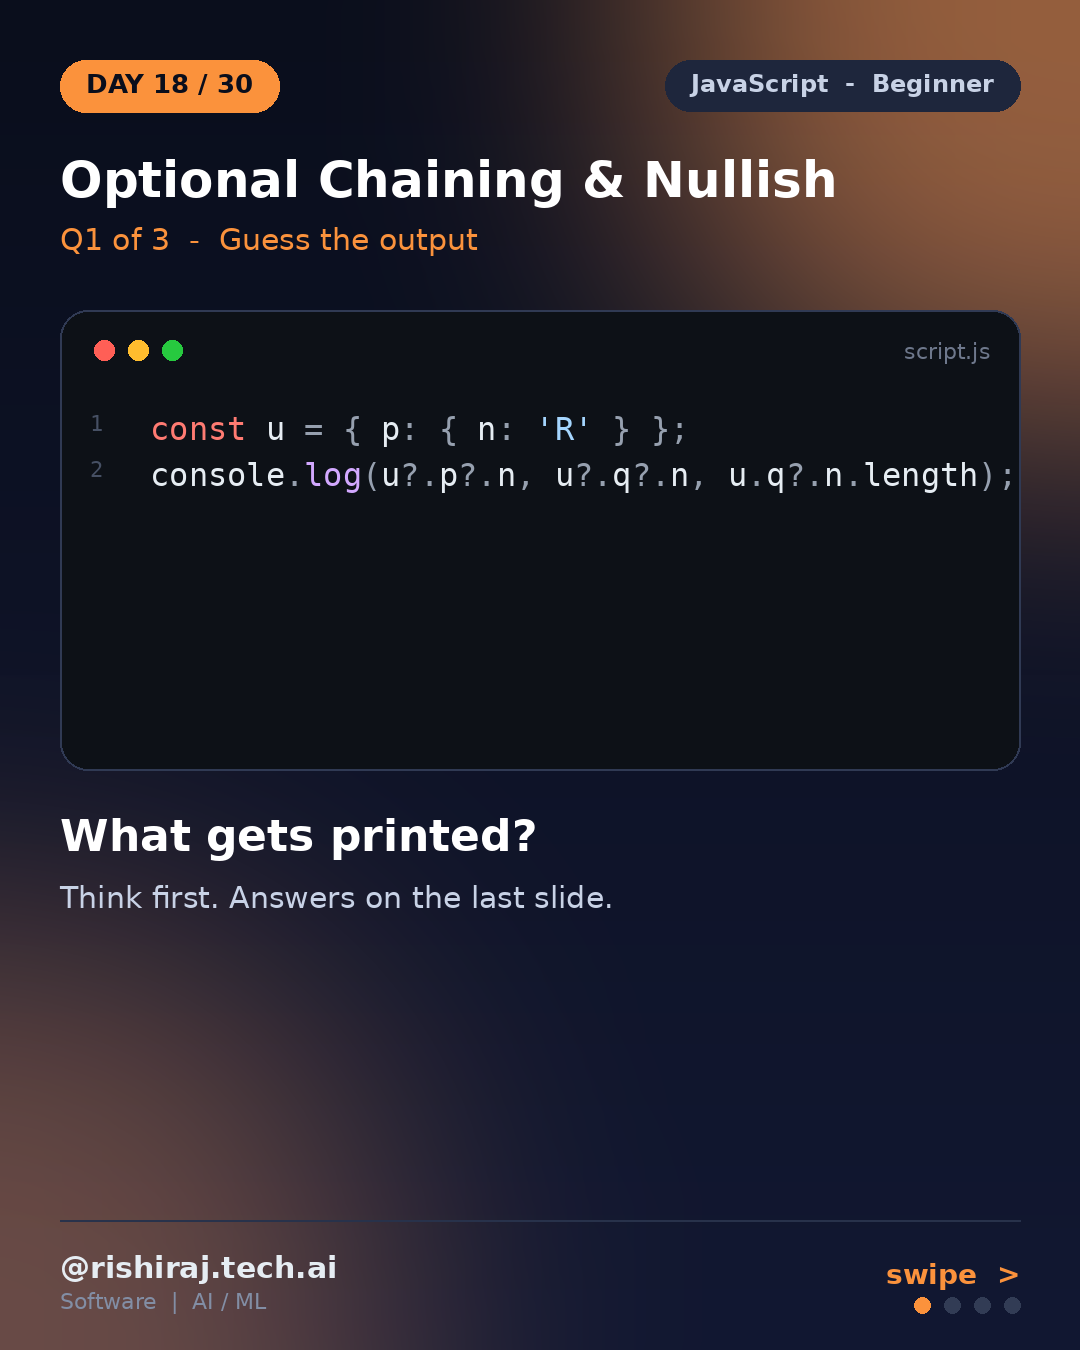 DAY 18 / 30
JavaScript - Beginner
Optional Chaining & Nullish
Q1 of 3 - Guess the output
script.js
1 const u = { p: { n: 'R' } };
2 console.log(u?.p?.n, u?.q?.n, u.q?.n.length);
What gets printed?
Think first. Answers on the last slide.
@rishiraj.tech.ai
Software | AI / ML
swipe >